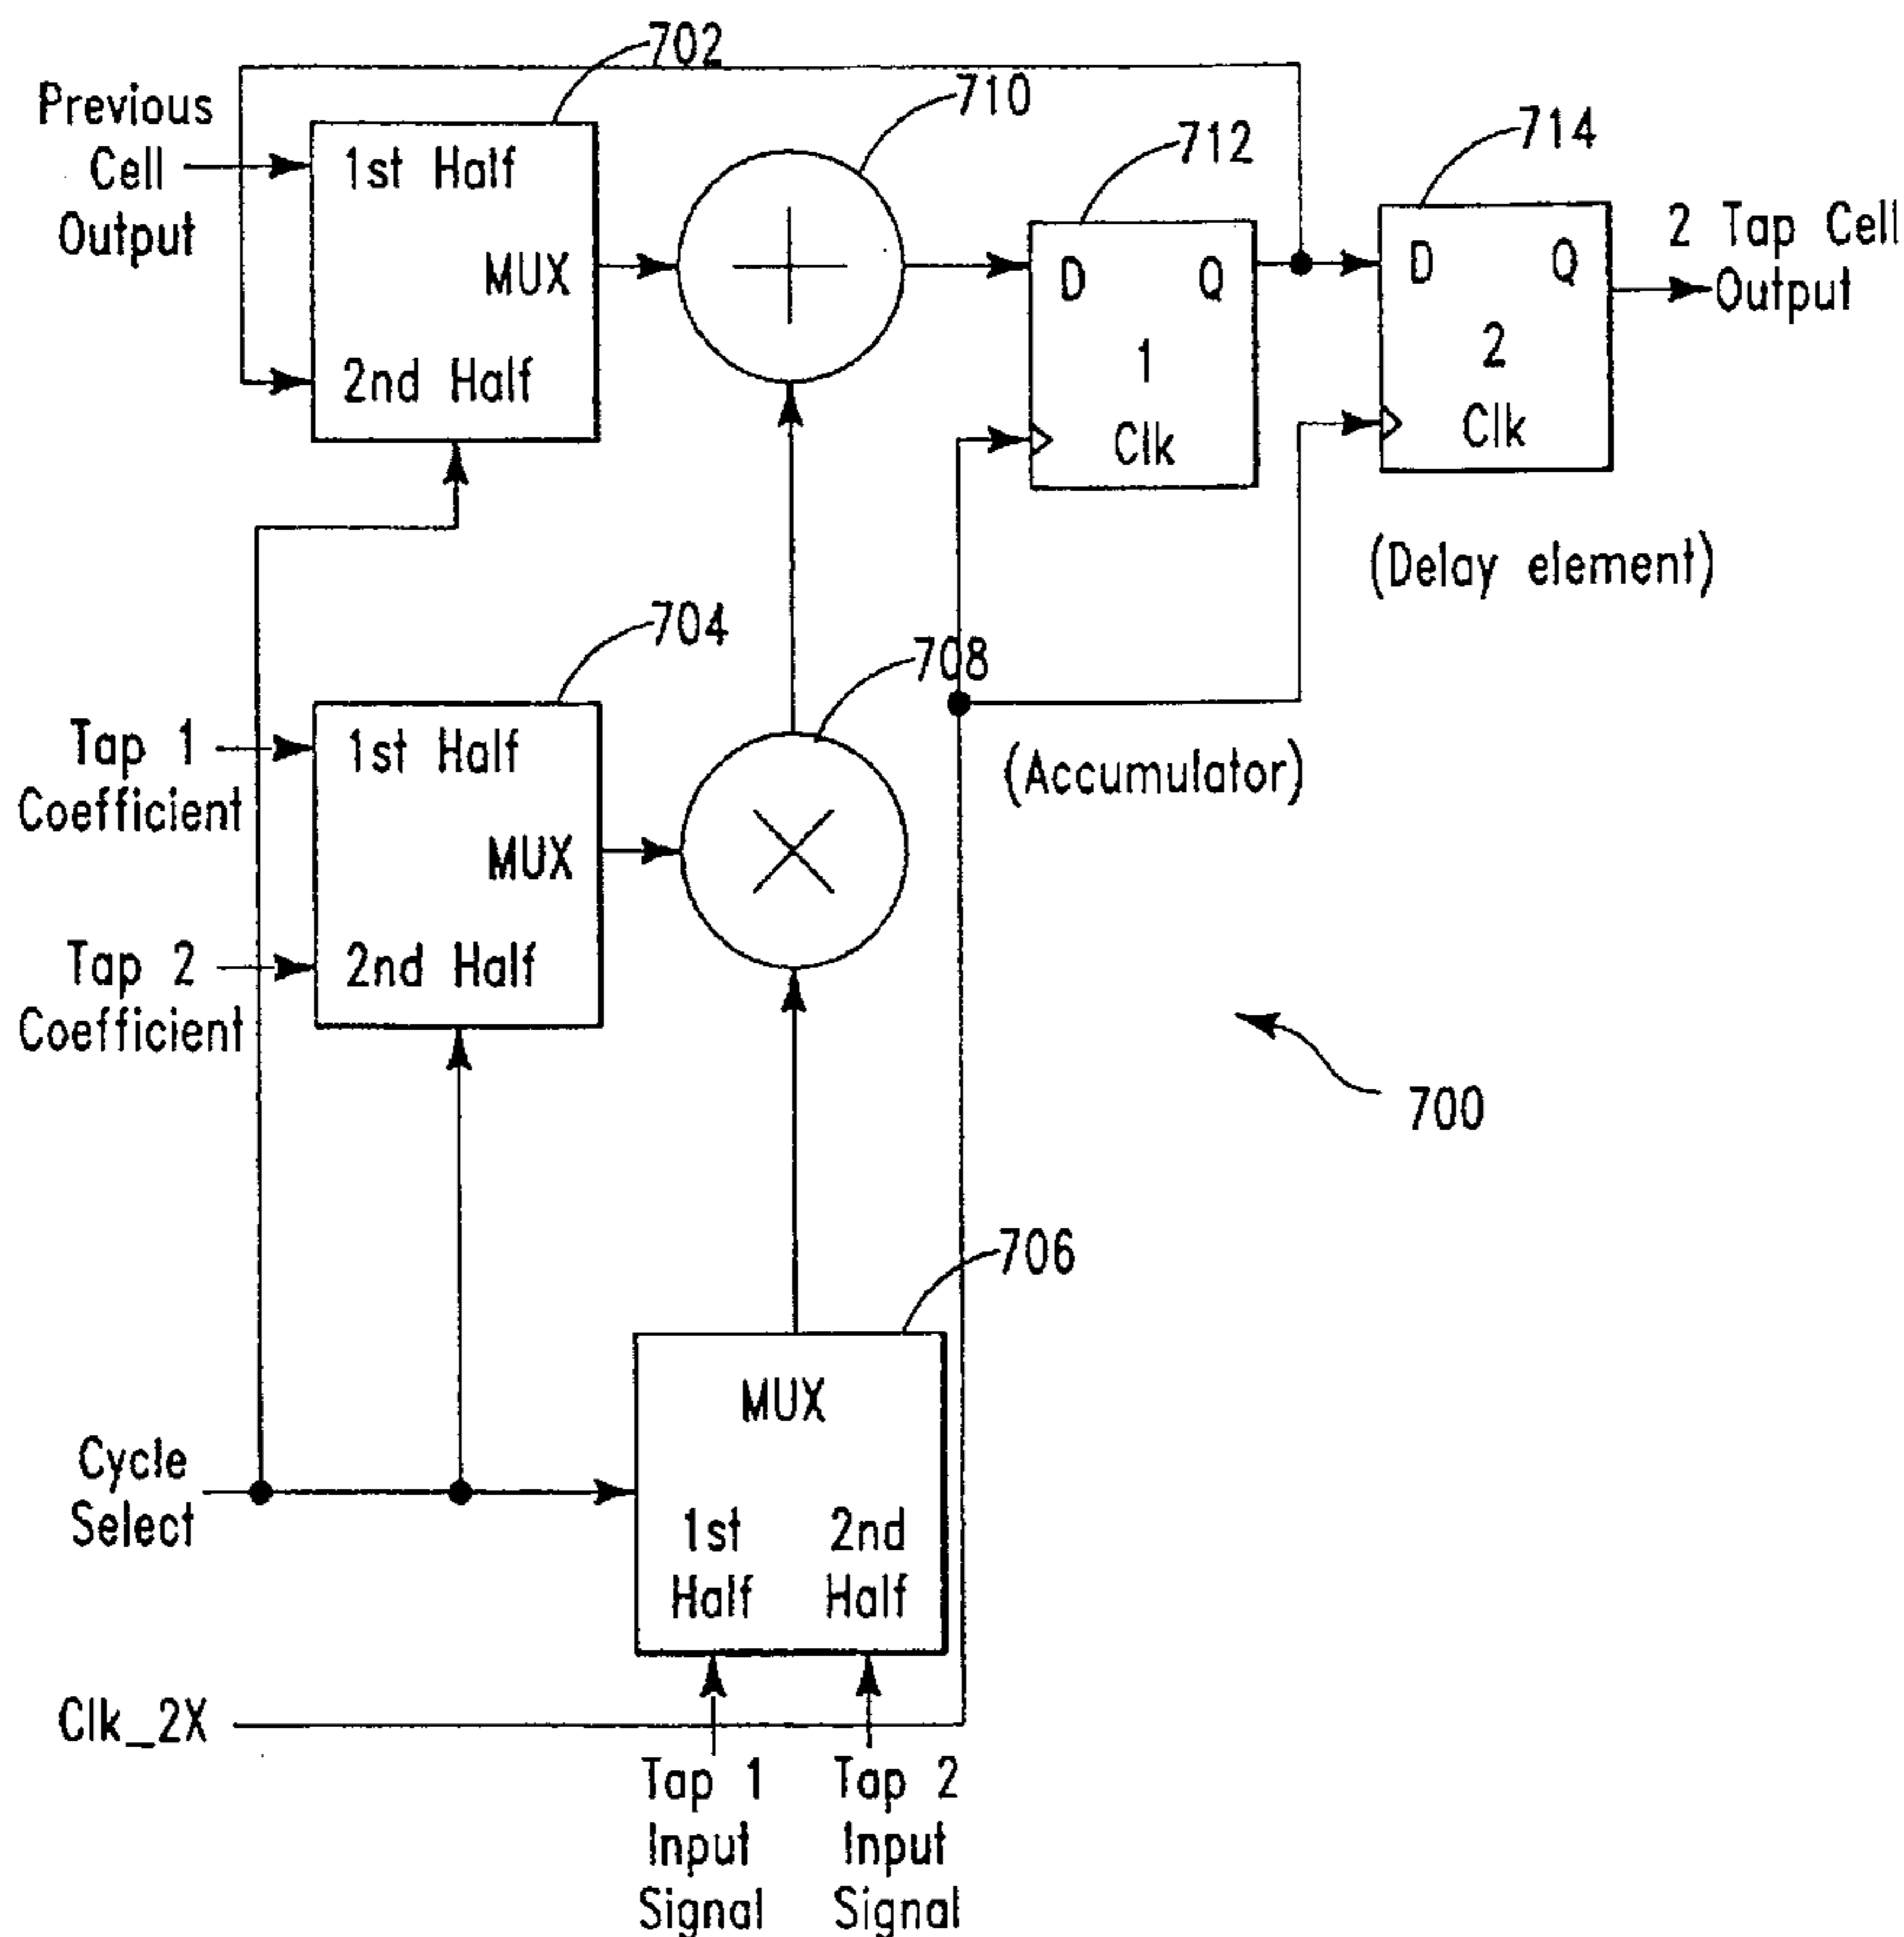 702
Previous
Cell
Output
1st Half
MUX
2nd Half
710
712
D Q
1
Clk
714
D Q
2
Clk
2 Tap Cell
Output
(Delay element)
704
Tap 1
Coefficient
Tap 2
Coefficient
1st Half
MUX
2nd Half
708
(Accumulator)
700
706
MUX
1st
Half
2nd
Half
Cycle
Select
Clk_2X
Tap 1
Input
Signal
Tap 2
Input
Signal